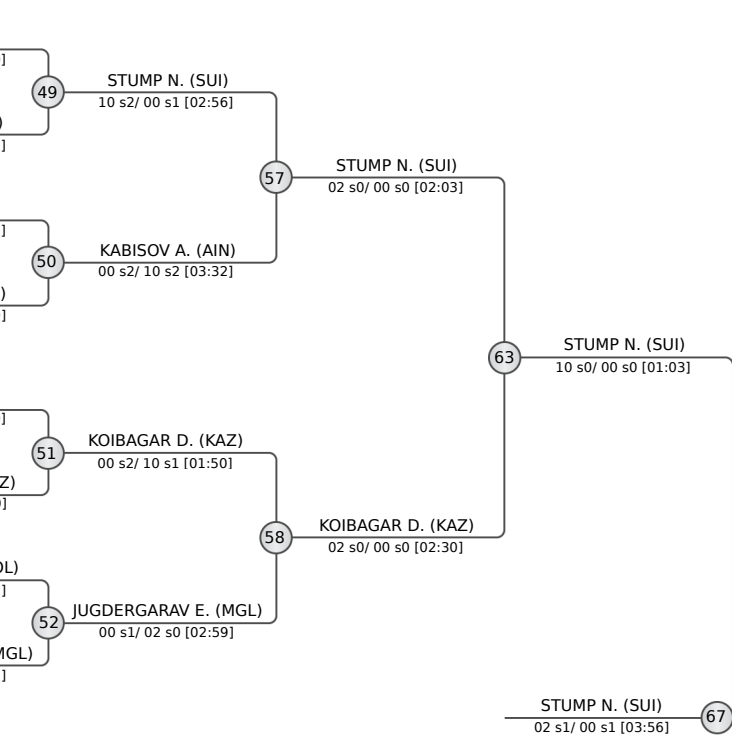 ]
49
STUMP N. (SUI)
10 s2/ 00 s1 [02:56]
)
]
57
STUMP N. (SUI)
02 s0/ 00 s0 [02:03]
]
50
KABISOV A. (AIN)
00 s2/ 10 s2 [03:32]
)
]
63
STUMP N. (SUI)
10 s0/ 00 s0 [01:03]
]
51
KOIBAGAR D. (KAZ)
00 s2/ 10 s1 [01:50]
Z)
]
58
KOIBAGAR D. (KAZ)
02 s0/ 00 s0 [02:30]
OL)
]
52
JUGDERGARAV E. (MGL)
00 s1/ 02 s0 [02:59]
MGL)
]
STUMP N. (SUI)
02 s1/ 00 s1 [03:56]
67